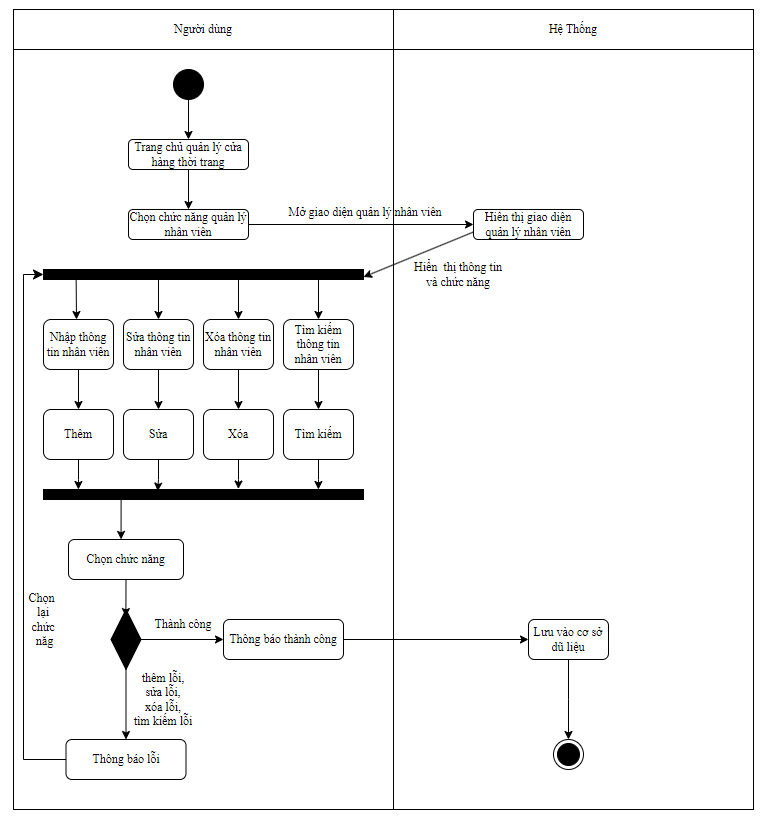 Người dùng
Hệ Thống
Trang chủ quản lý cửa
hàng thời trang
Chọn chức năng quản lý
nhân viên
Mở giao diện quản lý nhân viên
Hiển thị giao diện
quản lý nhân viên
Hiển thị thông tin
và chức năng
Nhập thông
tin nhân viên
Sửa thông tin
nhân viên
Xóa thông tin
nhân viên
Tìm kiếm
thông tin
nhân viên
Thêm
Sửa
Xóa
Tìm kiếm
Chọn chức năng
Chọn
lại
chức
năg
Thành công
Thông báo thành công
Lưu vào cơ sở
dũ liệu
thêm lỗi,
sửa lỗi,
xóa lỗi,
tìm kiếm lỗi
Thông báo lỗi